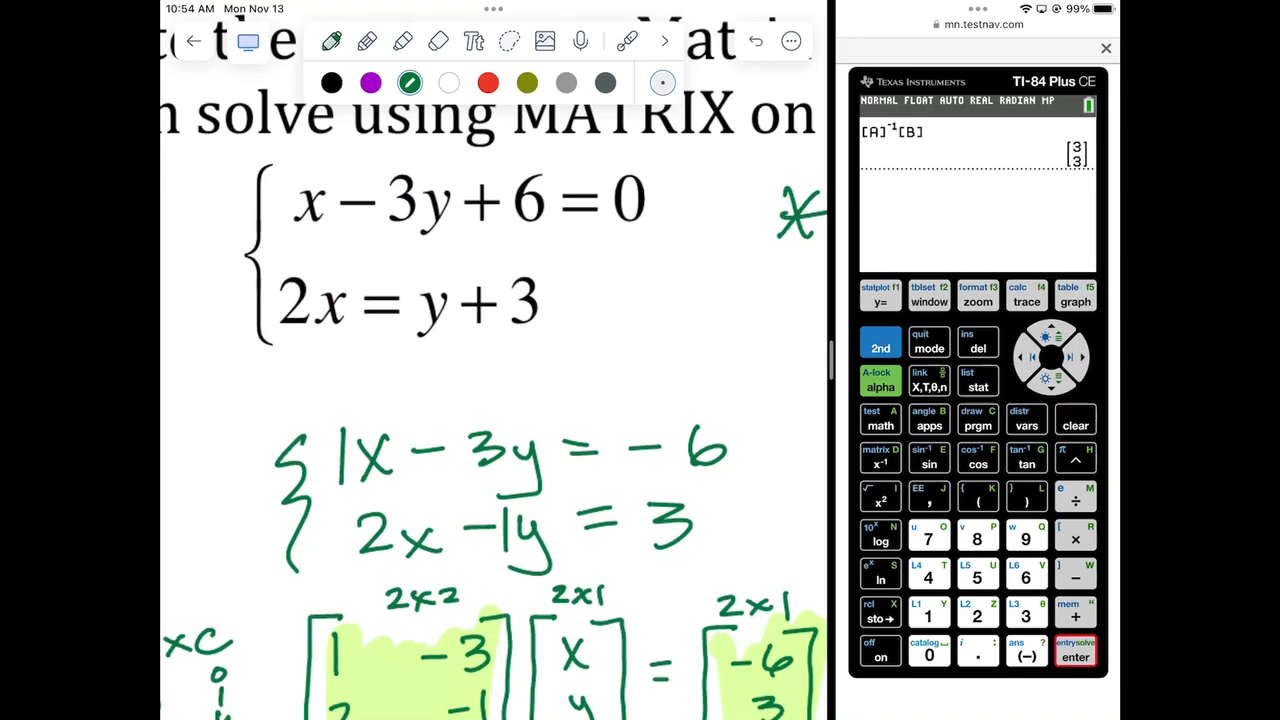 10:54 AM Mon Nov 13
99%
mn.testnav.com
Tt
n solve using MATRIX on
x − 3y + 6 = 0
2x = y + 3
1x − 3y = − 6
2x − 1y = 3
2x2 2x1 2x1
1 −3 x = −6
2 −1 y 3
TEXAS INSTRUMENTS TI-84 Plus CE
NORMAL FLOAT AUTO REAL RADIAN MP
[A]⁻¹[B]
[3]
[3]
statplot f1 tblset f2 format f3 calc f4 table f5
y= window zoom trace graph
quit ins
2nd mode del
A-lock link list
alpha X,T,θ,n stat
test A angle B draw C distr
math apps prgm vars clear
matrix D sin⁻¹ E cos⁻¹ F tan⁻¹ G π H
x⁻¹ sin cos tan ^
√ I EE J { K } L e M
x² , ( ) ÷
10ˣ N u O v P w Q [ R
log 7 8 9 ×
eˣ S L4 T L5 U L6 V ] W
ln 4 5 6 −
rcl X L1 Y L2 Z L3 θ mem "
sto→ 1 2 3 +
off catalog i : ans ? entry solve
on 0 . (−) enter